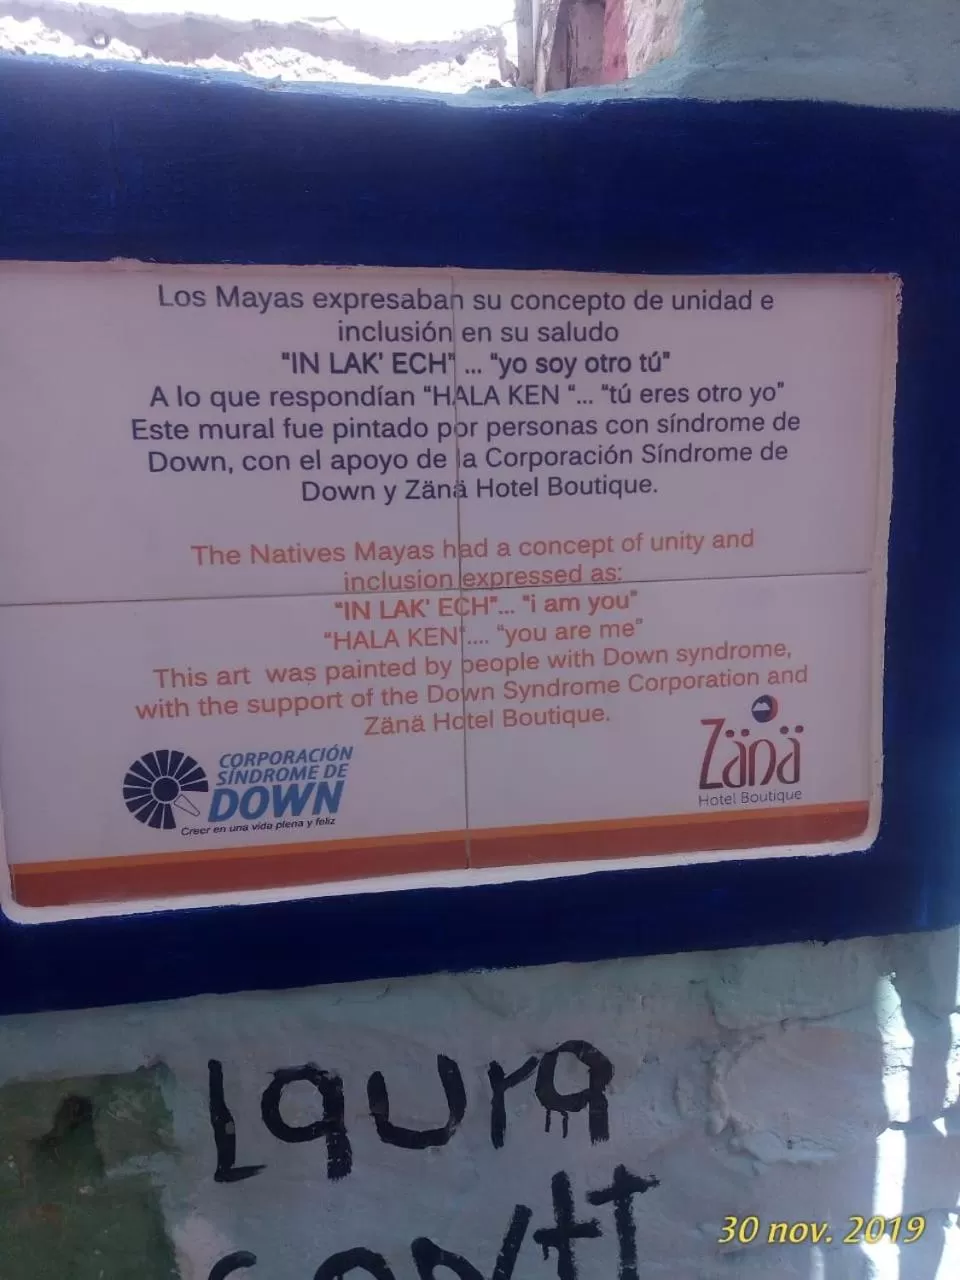 Los Mayas expresaban su concepto de unidad e
inclusión en su saludo
"IN LAK' ECH" ... "yo soy otro tú"
A lo que respondían “HALA KEN “... “tú eres otro yo”
Este mural fue pintado por personas con síndrome de
Down, con el apoyo de la Corporación Síndrome de
Down y Zänä Hotel Boutique.
The Natives Mayas had a concept of unity and
inclusion expressed as:
"IN LAK' ECH"... "i am you"
“HALA KEN".... “you are me”
This art was painted by people with Down syndrome,
with the support of the Down Syndrome Corporation and
Zänä Hotel Boutique.
CORPORACIÓN
SÍNDROME DE
DOWN
Creer en una vida plena y feliz
Zänä
Hotel Boutique
Laura
30 nov. 2019